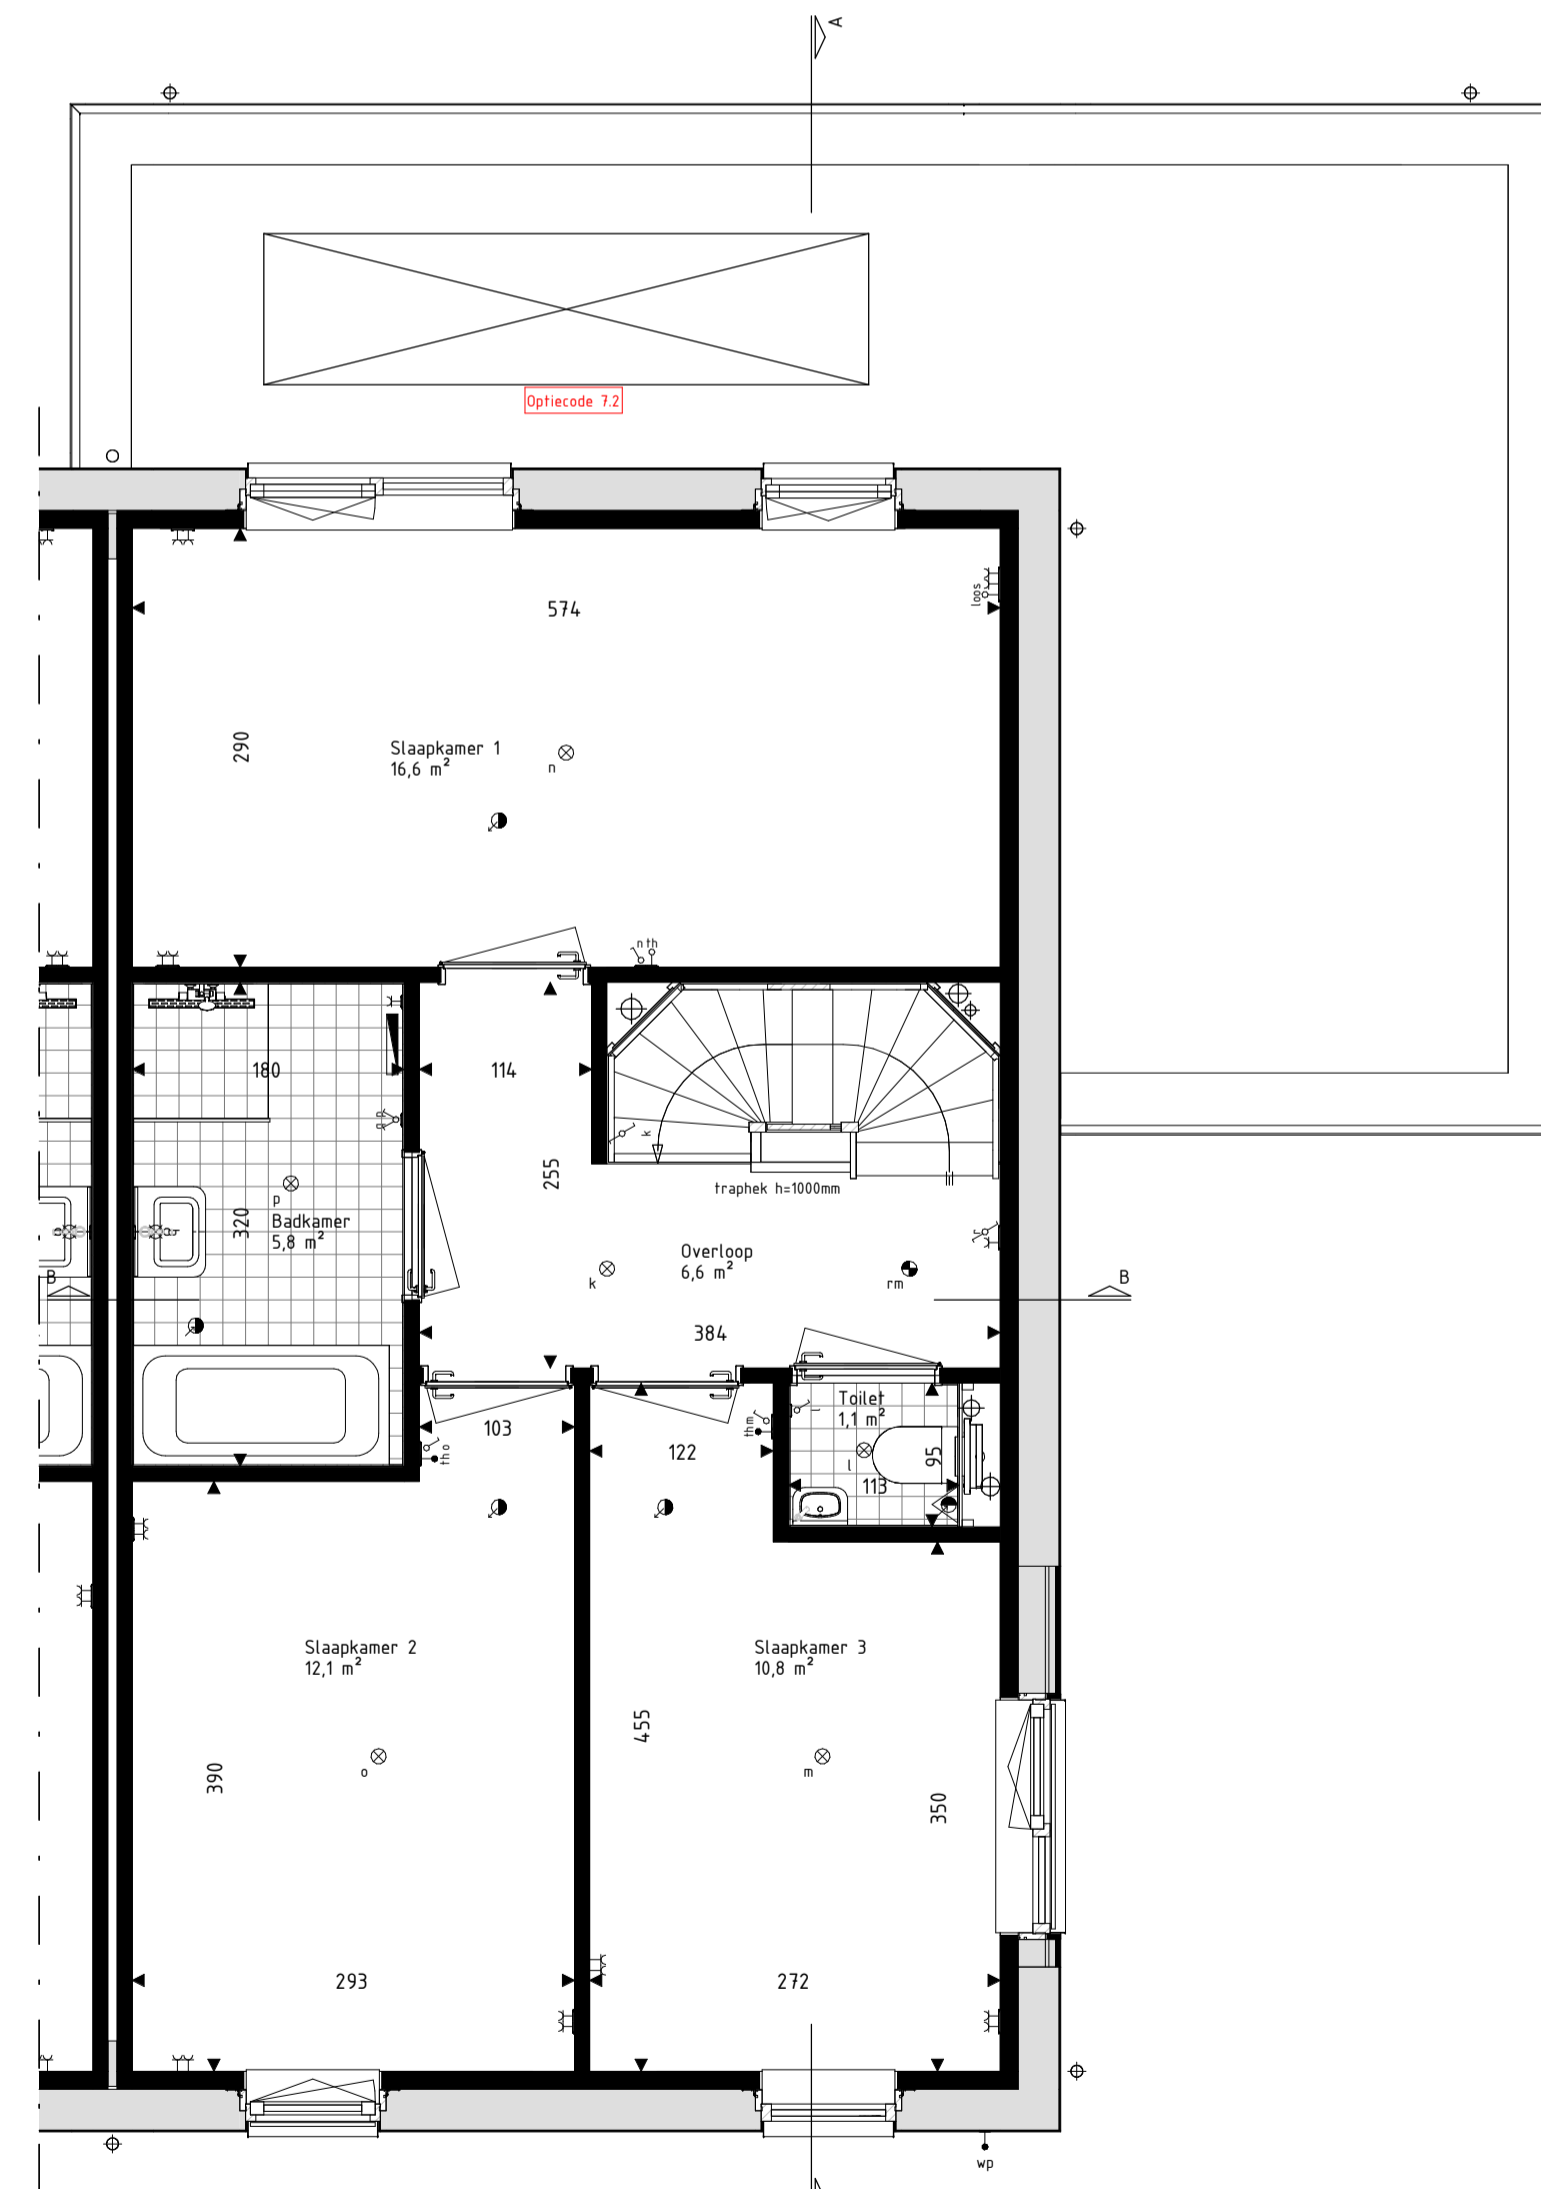 A
Optiecode 7.2
574
loos
290
Slaapkamer 1
16,6 m²
n
n th
180
114
k
255
traphek h=1000mm
320
p
Badkamer
5,8 m²
Overloop
6,6 m²
k
rm
B
B
384
Toilet
1,1 m²
103
tho
122
thm
l
l
95
113
Slaapkamer 2
12,1 m²
Slaapkamer 3
10,8 m²
455
390
o
m
350
293
272
wp